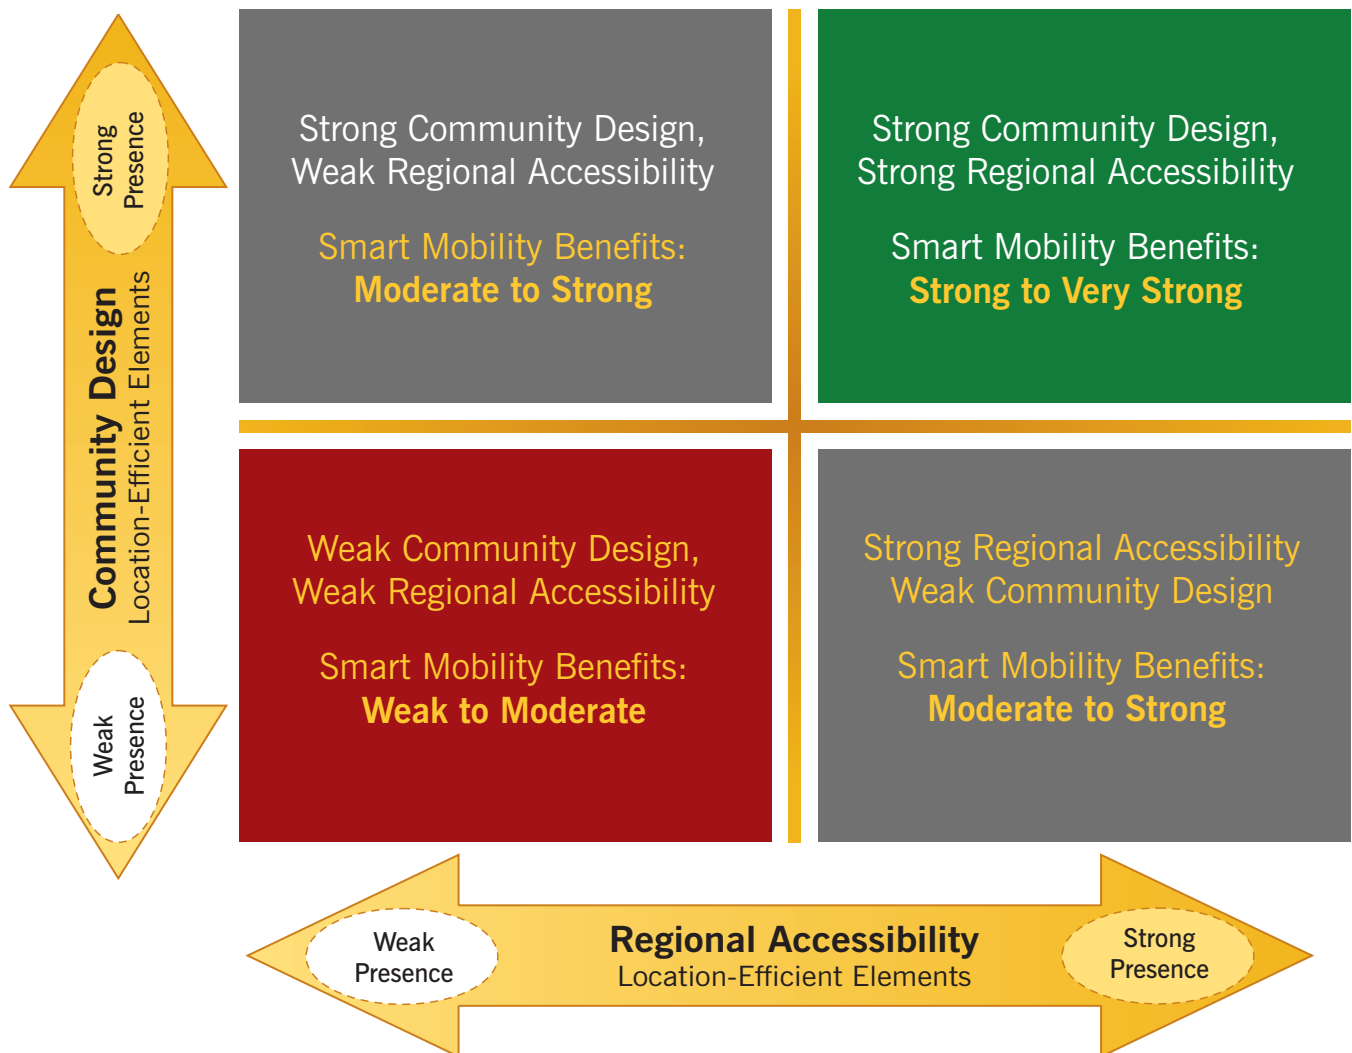 Strong
Presence
Community Design
Location-Efficient Elements
Weak
Presence
Strong Community Design,
Weak Regional Accessibility
Smart Mobility Benefits:
Moderate to Strong
Strong Community Design,
Strong Regional Accessibility
Smart Mobility Benefits:
Strong to Very Strong
Weak Community Design,
Weak Regional Accessibility
Smart Mobility Benefits:
Weak to Moderate
Strong Regional Accessibility
Weak Community Design
Smart Mobility Benefits:
Moderate to Strong
Weak
Presence
Regional Accessibility
Location-Efficient Elements
Strong
Presence